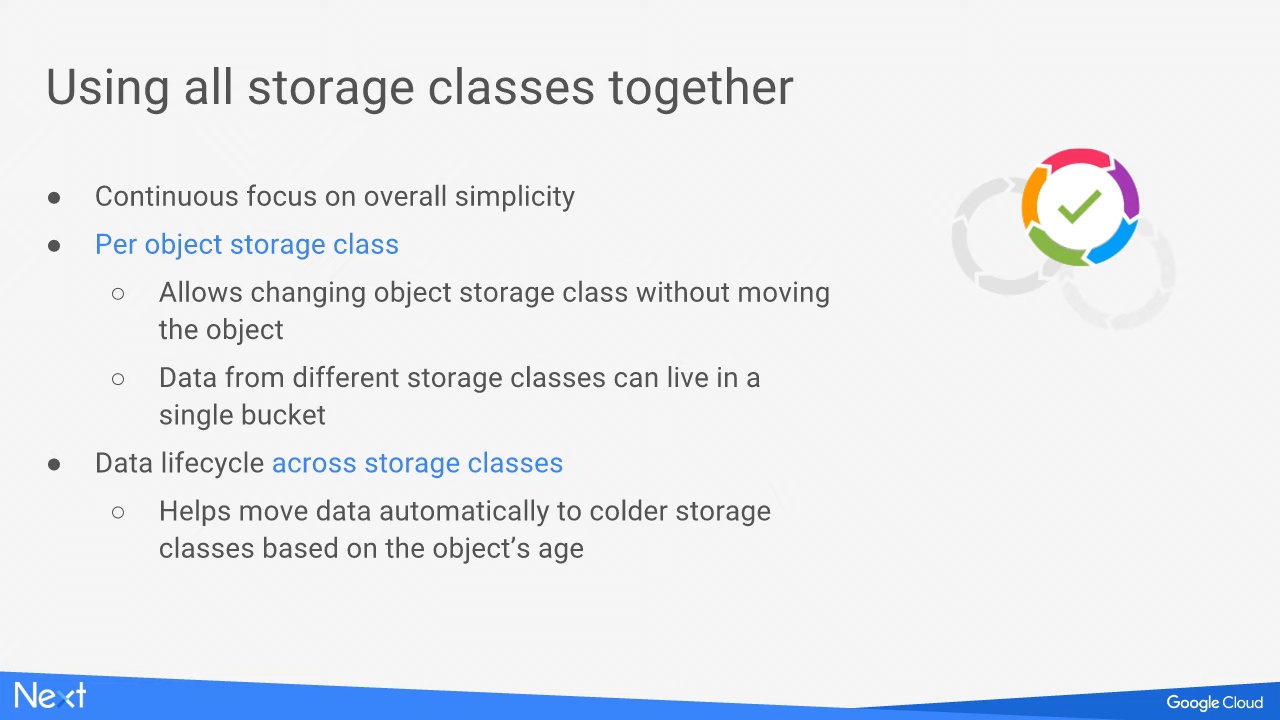 Using all storage classes together
● Continuous focus on overall simplicity
● Per object storage class
○ Allows changing object storage class without moving
the object
○ Data from different storage classes can live in a
single bucket
● Data lifecycle across storage classes
○ Helps move data automatically to colder storage
classes based on the object’s age
Next
Google Cloud